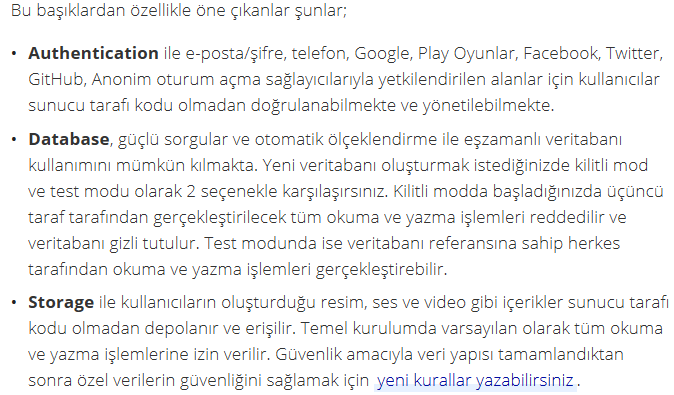 Bu başıklardan özellikle öne çıkanlar şunlar;
• Authentication ile e-posta/şifre, telefon, Google, Play Oyunlar, Facebook, Twitter,
GitHub, Anonim oturum açma sağlayıcılarıyla yetkilendirilen alanlar için kullanıcılar
sunucu tarafı kodu olmadan doğrulanabilmekte ve yönetilebilmekte.
• Database, güçlü sorgular ve otomatik ölçeklendirme ile eşzamanlı veritabanı
kullanımını mümkün kılmakta. Yeni veritabanı oluşturmak istediğinizde kilitli mod
ve test modu olarak 2 seçenekle karşılaşırsınız. Kilitli modda başladığınızda üçüncü
taraf tarafından gerçekleştirilecek tüm okuma ve yazma işlemleri reddedilir ve
veritabanı gizli tutulur. Test modunda ise veritabanı referansına sahip herkes
tarafından okuma ve yazma işlemleri gerçekleştirebilir.
• Storage ile kullanıcıların oluşturduğu resim, ses ve video gibi içerikler sunucu tarafı
kodu olmadan depolanır ve erişilir. Temel kurulumda varsayılan olarak tüm okuma
ve yazma işlemlerine izin verilir. Güvenlik amacıyla veri yapısı tamamlandıktan
sonra özel verilerin güvenliğini sağlamak için yeni kurallar yazabilirsiniz.